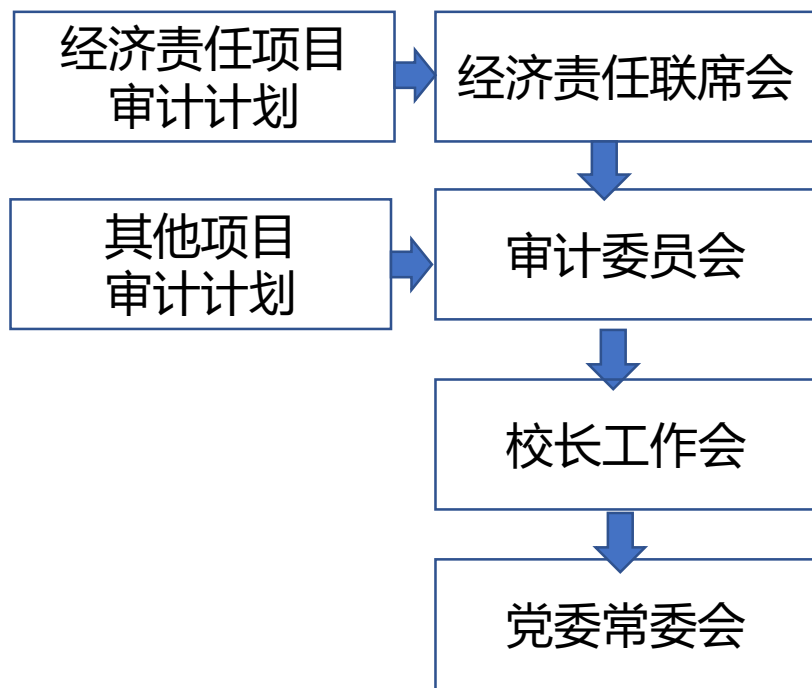 经济责任项目
审计计划
经济责任联席会
其他项目
审计计划
审计委员会
校长工作会
党委常委会